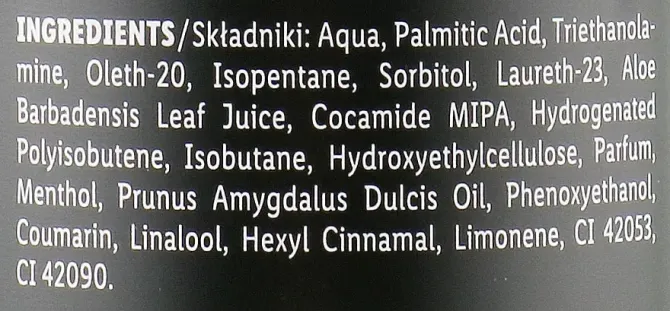 INGREDIENTS/Składniki: Aqua, Palmitic Acid, Triethanola-
mine, Oleth-20, Isopentane, Sorbitol, Laureth-23, Aloe
Barbadensis Leaf Juice, Cocamide MIPA, Hydrogenated
Polyisobutene, Isobutane, Hydroxyethylcellulose, Parfum,
Menthol, Prunus Amygdalus Dulcis Oil, Phenoxyethanol,
Coumarin, Linalool, Hexyl Cinnamal, Limonene, CI 42053,
CI 42090.